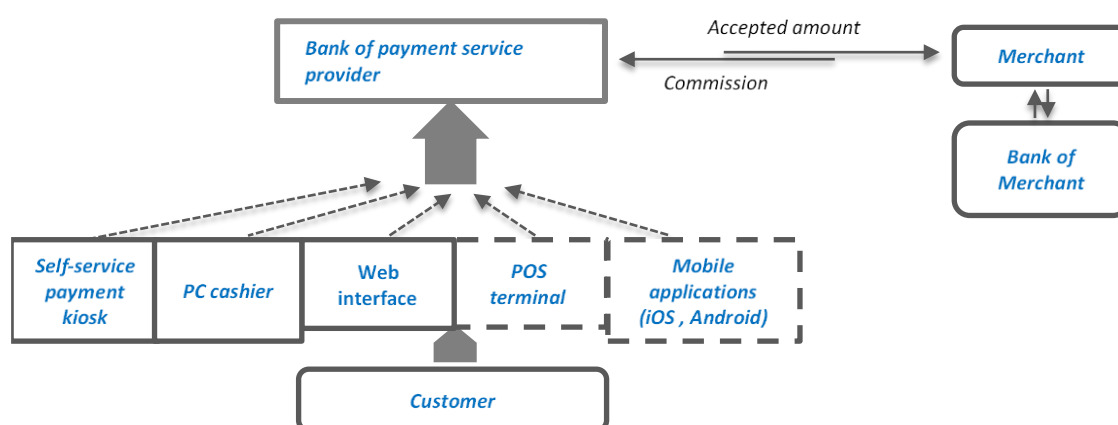 Accepted amount
Bank of payment service
provider
Merchant
Commission
Bank of
Merchant
Self-service
payment
kiosk
PC cashier
Web
interface
POS
terminal
Mobile
applications
(iOS , Android)
Customer